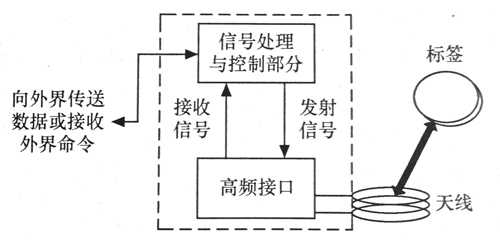 信号处理
与控制部分
标签
向外界传送
数据或接收
外界命令
接收
信号
发射
信号
高频接口
天线